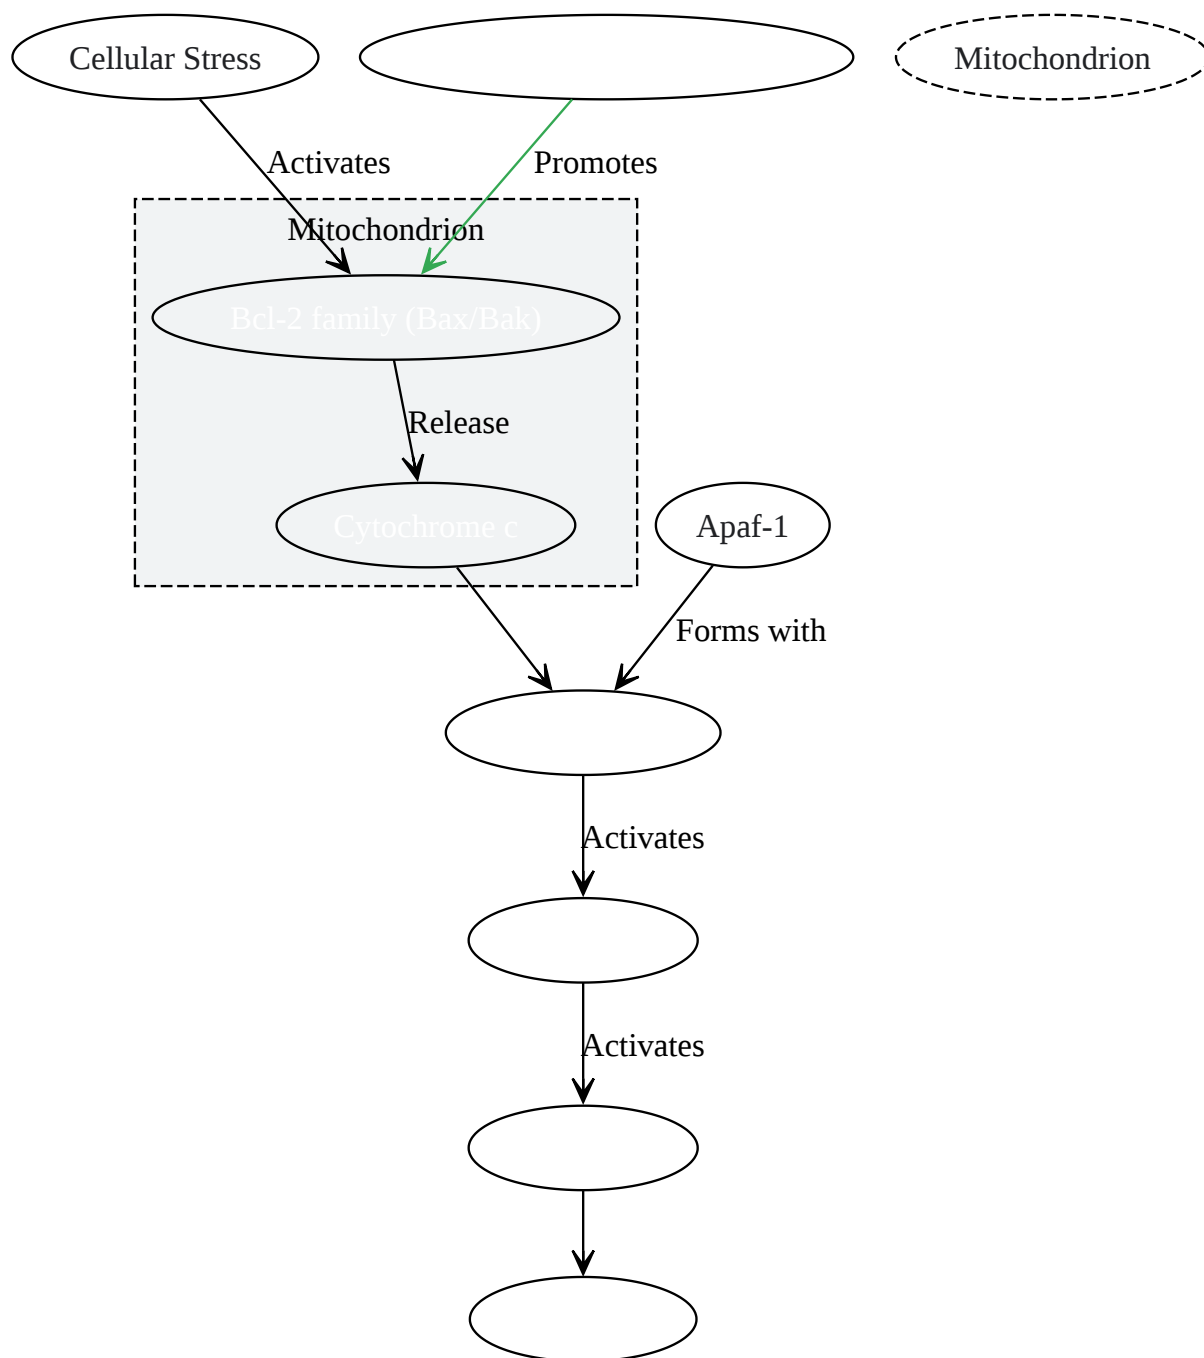 Cellular Stress
Mitochondrion
Activates
Promotes
Mitochondrion
Bcl-2 family (Bax/Bak)
Release
Cytochrome c
Apaf-1
Forms with
Activates
Activates